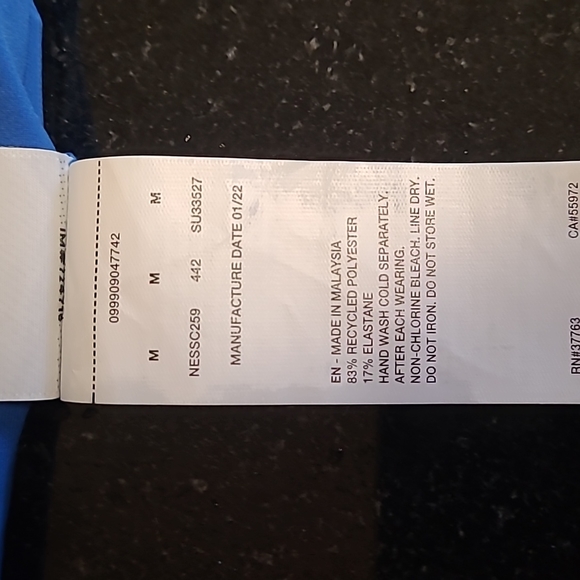 099909047742
M M M
NESSC259 442 SU33527
MANUFACTURE DATE 01/22
EN - MADE IN MALAYSIA
83% RECYCLED POLYESTER
17% ELASTANE
HAND WASH COLD SEPARATELY,
AFTER EACH WEARING.
NON-CHLORINE BLEACH. LINE DRY.
DO NOT IRON. DO NOT STORE WET.
RN#37763 CA#55972